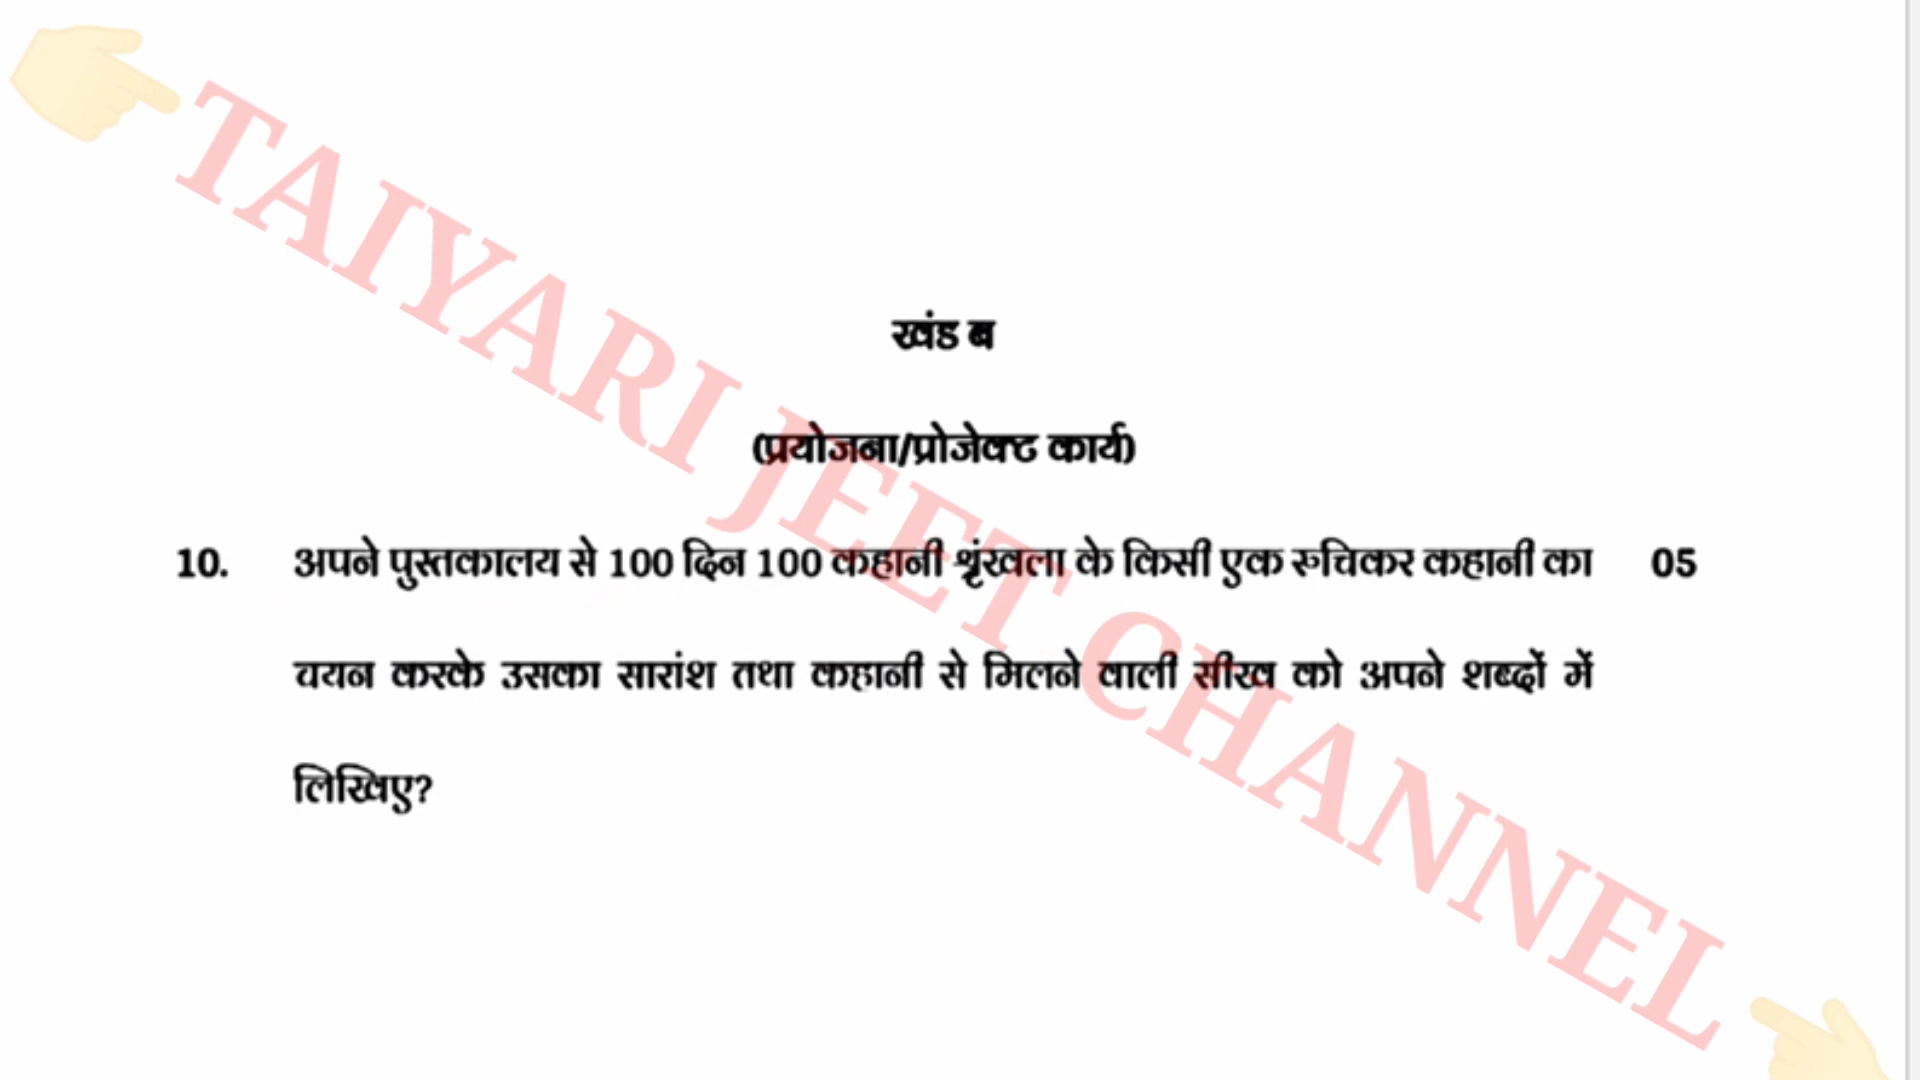 TAIYARI JEET CHANNEL
खंड ब
(प्रयोजना/प्रोजेक्ट कार्य)
10. अपने पुस्तकालय से 100 दिन 100 कहानी श्रृंखला के किसी एक रुचिकर कहानी का 05
चयन करके उसका सारांश तथा कहानी से मिलने वाली सीख को अपने शब्दों में
लिखिए?